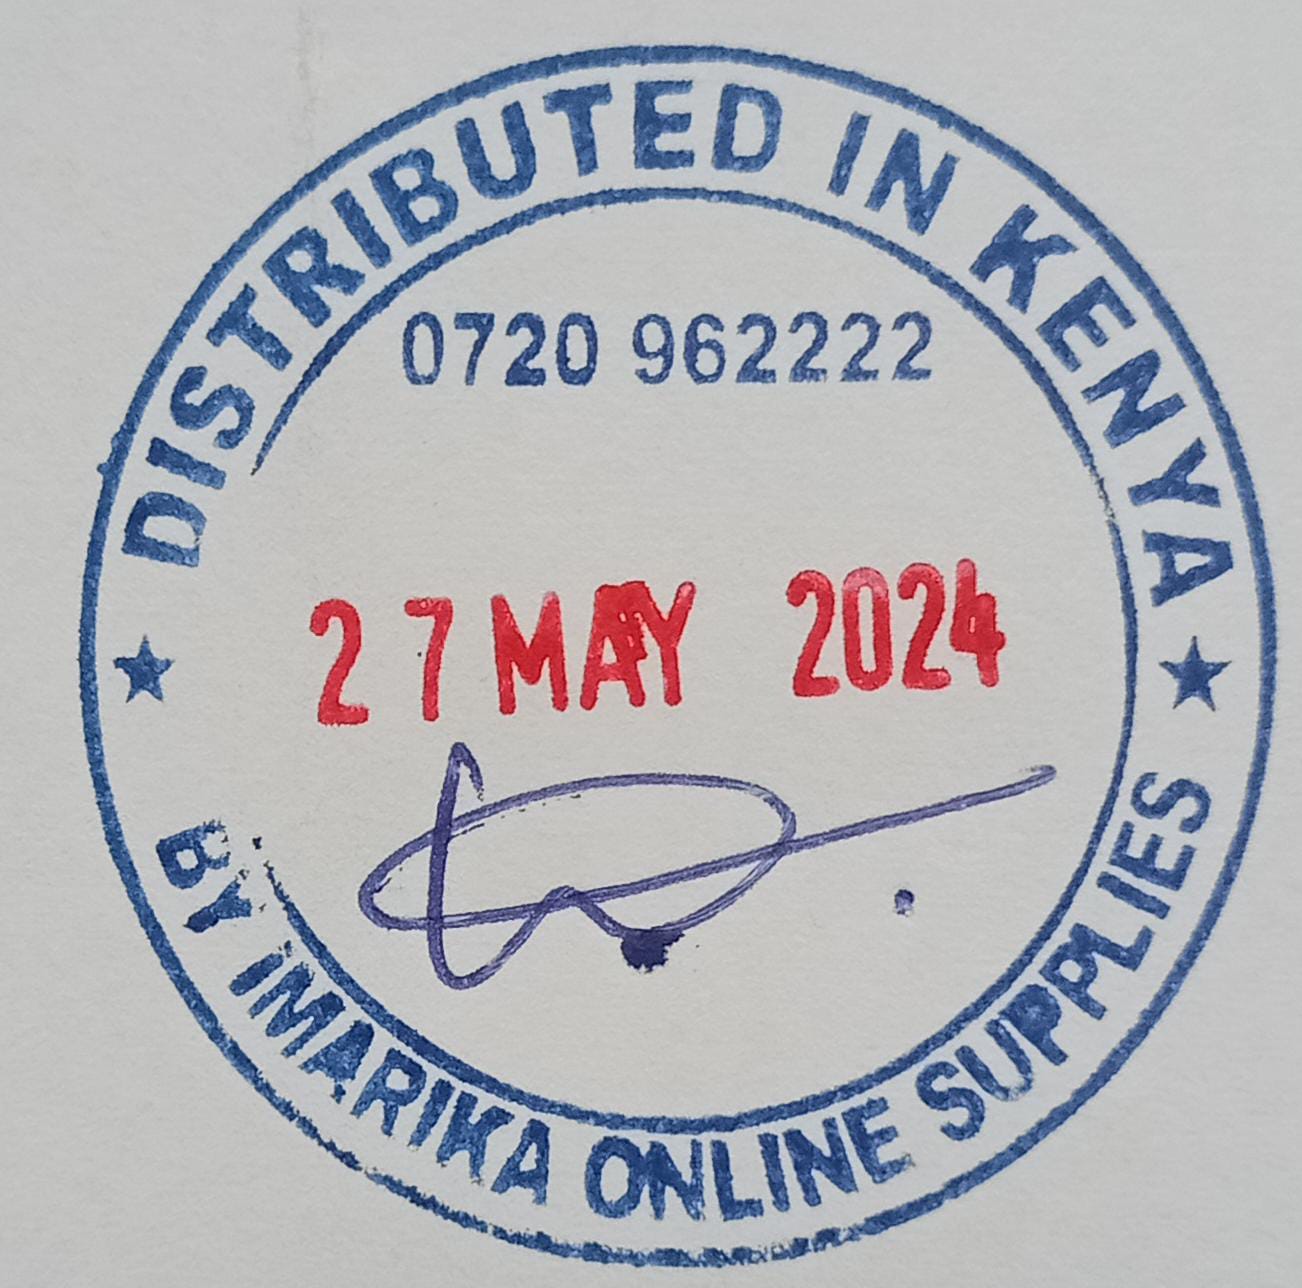 DISTRIBUTED IN KENYA
0720 962222
27 MAY 2024
BY IMARIKA ONLINE SUPPLIES